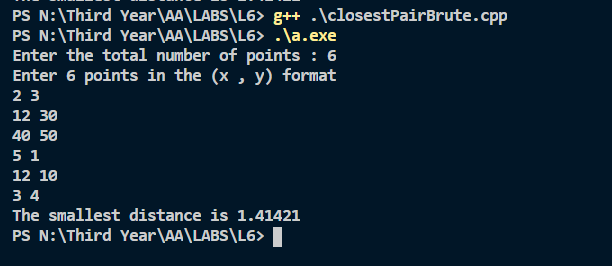 PS N:\Third Year\AA\LABS\L6> g++ .\closestPairBrute.cpp
PS N:\Third Year\AA\LABS\L6> .\a.exe
Enter the total number of points : 6
Enter 6 points in the (x , y) format
2 3
12 30
40 50
5 1
12 10
3 4
The smallest distance is 1.41421
PS N:\Third Year\AA\LABS\L6>